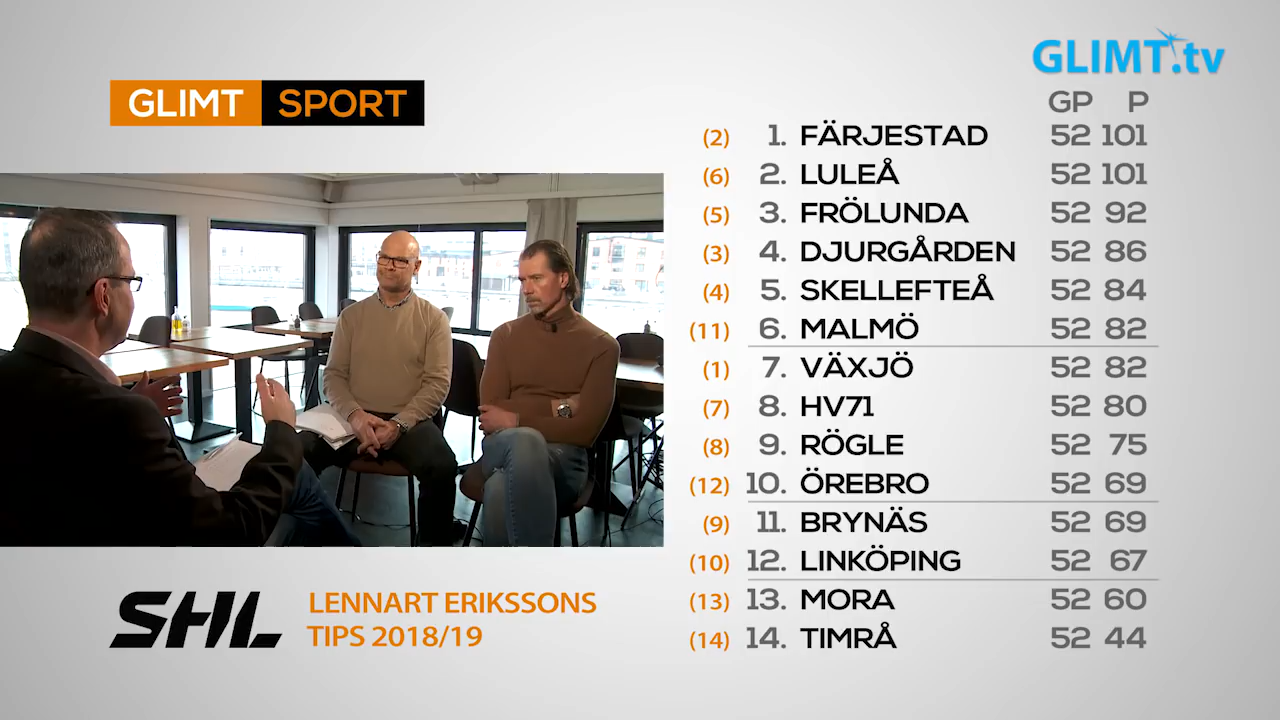 GLIMT.tv
GLIMT SPORT
GP P
(2) 1. FÄRJESTAD 52 101
(6) 2. LULEÅ 52 101
(5) 3. FRÖLUNDA 52 92
(3) 4. DJURGÅRDEN 52 86
(4) 5. SKELLEFTEÅ 52 84
(11) 6. MALMÖ 52 82
(1) 7. VÄXJÖ 52 82
(7) 8. HV71 52 80
(8) 9. RÖGLE 52 75
(12) 10. ÖREBRO 52 69
(9) 11. BRYNÄS 52 69
(10) 12. LINKÖPING 52 67
(13) 13. MORA 52 60
(14) 14. TIMRÅ 52 44
SHL
LENNART ERIKSSONS
TIPS 2018/19